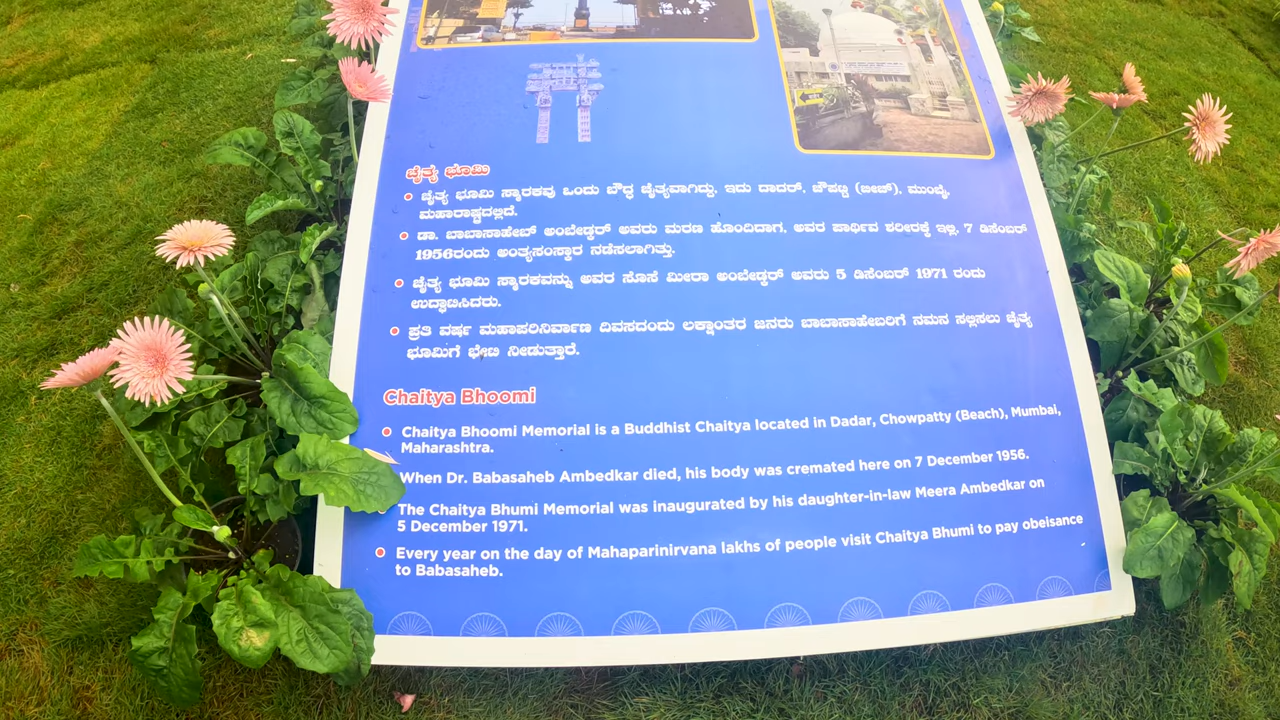 ಚೈತ್ಯ ಭೂಮಿ
ಚೈತ್ಯ ಭೂಮಿ ಸ್ಮಾರಕವು ಒಂದು ಬೌದ್ಧ ಚೈತ್ಯವಾಗಿದ್ದು, ಇದು ದಾದರ್, ಚೌಪಟ್ಟಿ (ಬೀಚ್), ಮುಂಬೈ,
ಮಹಾರಾಷ್ಟ್ರದಲ್ಲಿದೆ.
ಡಾ. ಬಾಬಾಸಾಹೇಬ್ ಅಂಬೇಡ್ಕರ್ ಅವರು ಮರಣ ಹೊಂದಿದಾಗ, ಅವರ ಪಾರ್ಥಿವ ಶರೀರಕ್ಕೆ ಇಲ್ಲಿ, 7 ಡಿಸೆಂಬರ್
1956ರಂದು ಅಂತ್ಯಸಂಸ್ಕಾರ ನಡೆಸಲಾಗಿತ್ತು.
ಚೈತ್ಯ ಭೂಮಿ ಸ್ಮಾರಕವನ್ನು ಅವರ ಸೊಸೆ ಮೀರಾ ಅಂಬೇಡ್ಕರ್ ಅವರು 5 ಡಿಸೆಂಬರ್ 1971 ರಂದು
ಉದ್ಘಾಟಿಸಿದರು.
ಪ್ರತಿ ವರ್ಷ ಮಹಾಪರಿನಿರ್ವಾಣ ದಿವಸದಂದು ಲಕ್ಷಾಂತರ ಜನರು ಬಾಬಾಸಾಹೇಬರಿಗೆ ನಮನ ಸಲ್ಲಿಸಲು ಚೈತ್ಯ
ಭೂಮಿಗೆ ಭೇಟಿ ನೀಡುತ್ತಾರೆ.
Chaitya Bhoomi
Chaitya Bhoomi Memorial is a Buddhist Chaitya located in Dadar, Chowpatty (Beach), Mumbai,
Maharashtra.
When Dr. Babasaheb Ambedkar died, his body was cremated here on 7 December 1956.
The Chaitya Bhumi Memorial was inaugurated by his daughter-in-law Meera Ambedkar on
5 December 1971.
Every year on the day of Mahaparinirvana lakhs of people visit Chaitya Bhumi to pay obeisance
to Babasaheb.